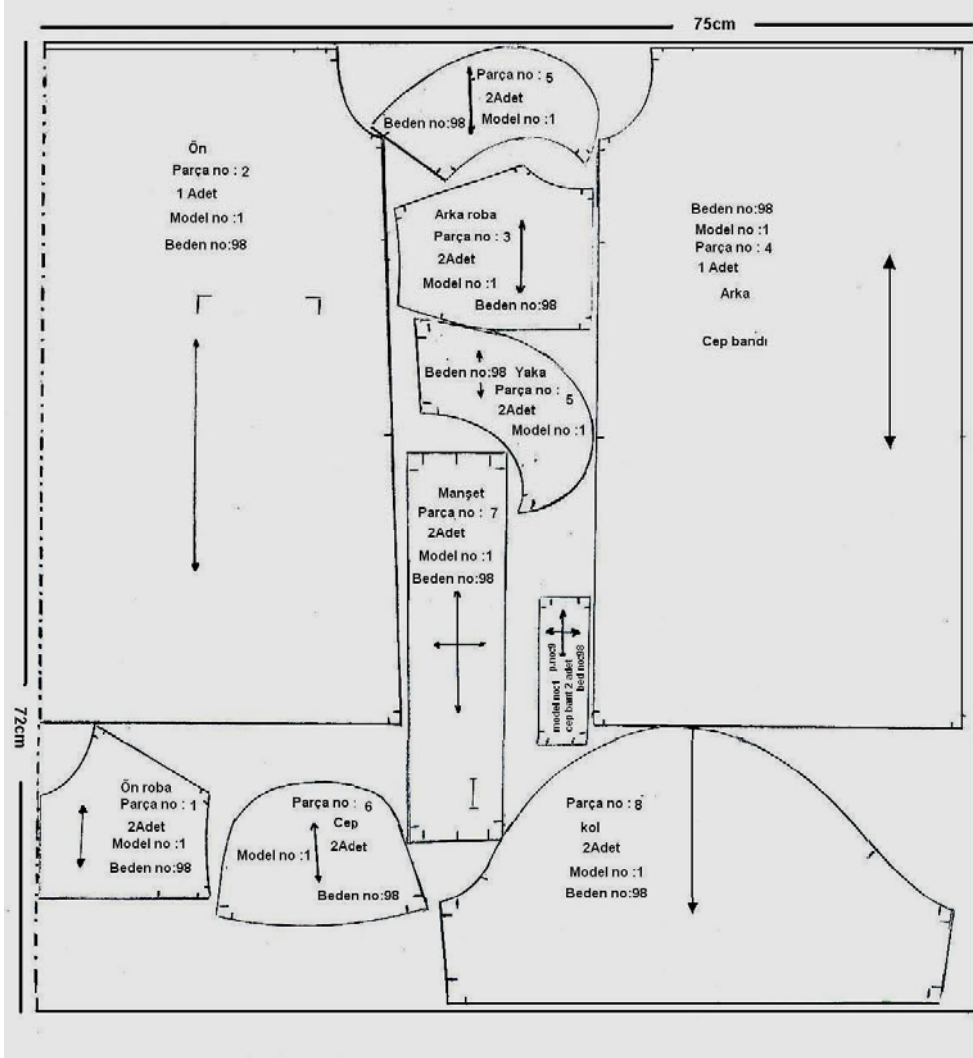 75cm
Ön
Parça no : 2
1 Adet
Model no :1
Beden no:98
Parça no : 5
2Adet
Model no :1
Beden no:98
Arka roba
Parça no : 3
2Adet
Model no :1
Beden no:98
Beden no:98
Model no:1
Parça no : 4
1 Adet
Arka
Cep bandı
Beden no:98 Yaka
Parça no : 5
2Adet
Model no :1
Manşet
Parça no : 7
2Adet
Model no :1
Beden no:98
model no:1 p.no:9
cep bant 2 adet
bed no:98
72cm
Ön roba
Parça no : 1
2Adet
Model no :1
Beden no:98
Parça no : 6
Cep
2Adet
Model no :1
Beden no:98
Parça no : 8
kol
2Adet
Model no :1
Beden no:98